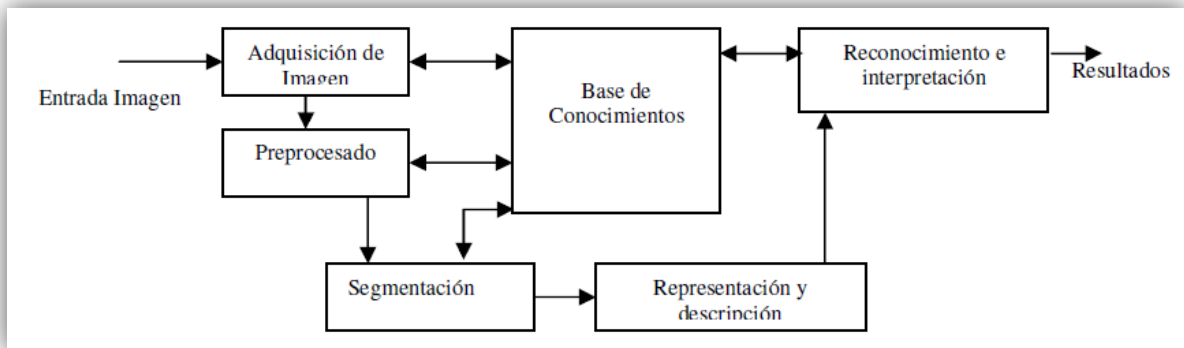 Entrada Imagen
Adquisición de
Imagen
Preprocesado
Segmentación
Representación y
descripción
Base de
Conocimientos
Reconocimiento e
interpretación
Resultados